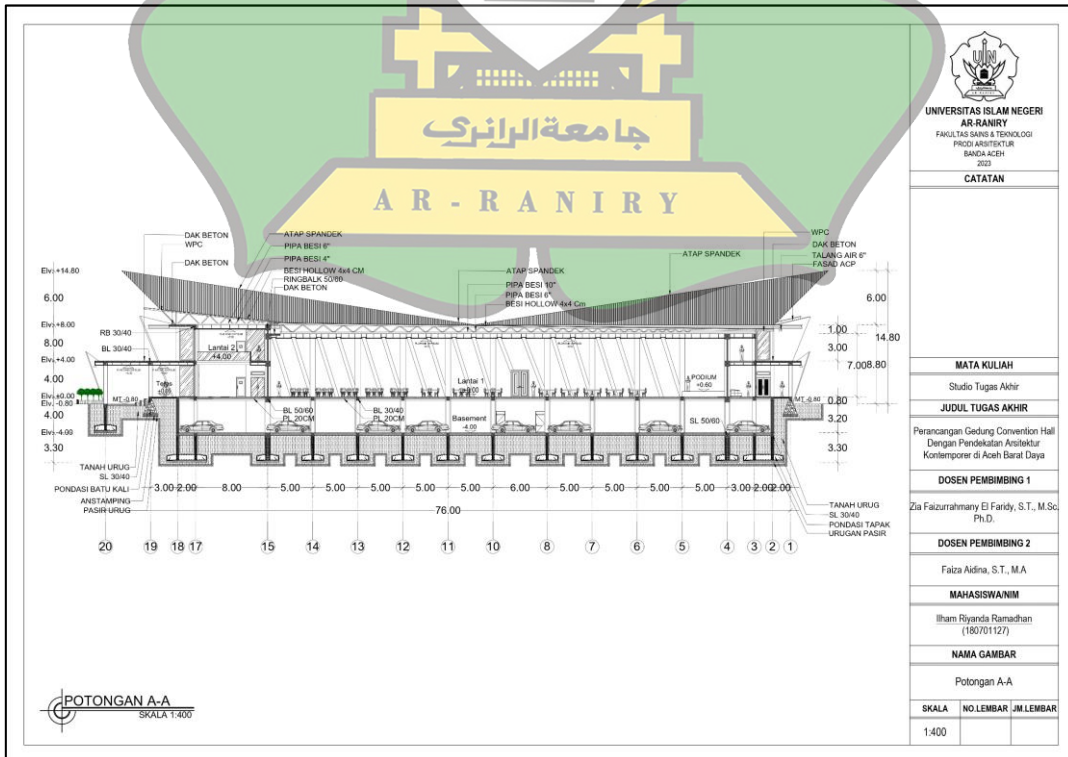 جامعة الرانري
AR-RANIRY
DAK BETON
WPC
DAK BETON
ATAP SPANDEK
PIPA BESI 6"
PIPA BESI 4"
BESI HOLLOW 4x4 CM
RINGBALK 50/60
DAK BETON
ATAP SPANDEK
PIPA BESI 10"
PIPA BESI 6"
BESI HOLLOW 4x4 Cm
ATAP SPANDEK
WPC
DAK BETON
TALANG AIR 6"
FASAD ACP
Elv.+14.80
6.00
Elv.+8.00
8.00
Elv.+4.00
4.00
Elv.±0.00
Elv.-0.80
4.00
3.30
RB 30/40
BL 30/40
Lantai 2
+4.00
Teras
MT -0.80
Lantai 1
PODIUM
+0.60
MT -0.80
BL 50/60
PL 20CM
BL 30/40
PL 20CM
Basement
-4.00
SL 50/60
6.00
14.80
1.00
3.00
7.00
8.80
0.80
3.20
3.30
TANAH URUG
SL 30/40
PONDASI BATU KALI
ANSTAMPING
PASIR URUG
3.00 2.00 8.00 5.00 5.00 5.00 5.00 5.00 6.00 5.00 5.00 5.00 5.00 3.00 2.00 2.00
76.00
TANAH URUG
SL 30/40
PONDASI TAPAK
URUGAN PASIR
20 19 18 17 15 14 13 12 11 10 8 7 6 5 4 3 2 1
POTONGAN A-A
SKALA 1:400
UIN
AR-RANIRY
UNIVERSITAS ISLAM NEGERI
AR-RANIRY
FAKULTAS SAINS & TEKNOLOGI
PRODI ARSITEKTUR
BANDA ACEH
2023
CATATAN
MATA KULIAH
Studio Tugas Akhir
JUDUL TUGAS AKHIR
Perancangan Gedung Convention Hall
Dengan Pendekatan Arsitektur
Kontemporer di Aceh Barat Daya
DOSEN PEMBIMBING 1
Zia Faizurrahmany El Faridy, S.T., M.Sc.
Ph.D.
DOSEN PEMBIMBING 2
Faiza Aidina, S.T., M.A
MAHASISWA/NIM
Ilham Riyanda Ramadhan
(180701127)
NAMA GAMBAR
Potongan A-A
SKALA NO.LEMBAR JM.LEMBAR
1:400